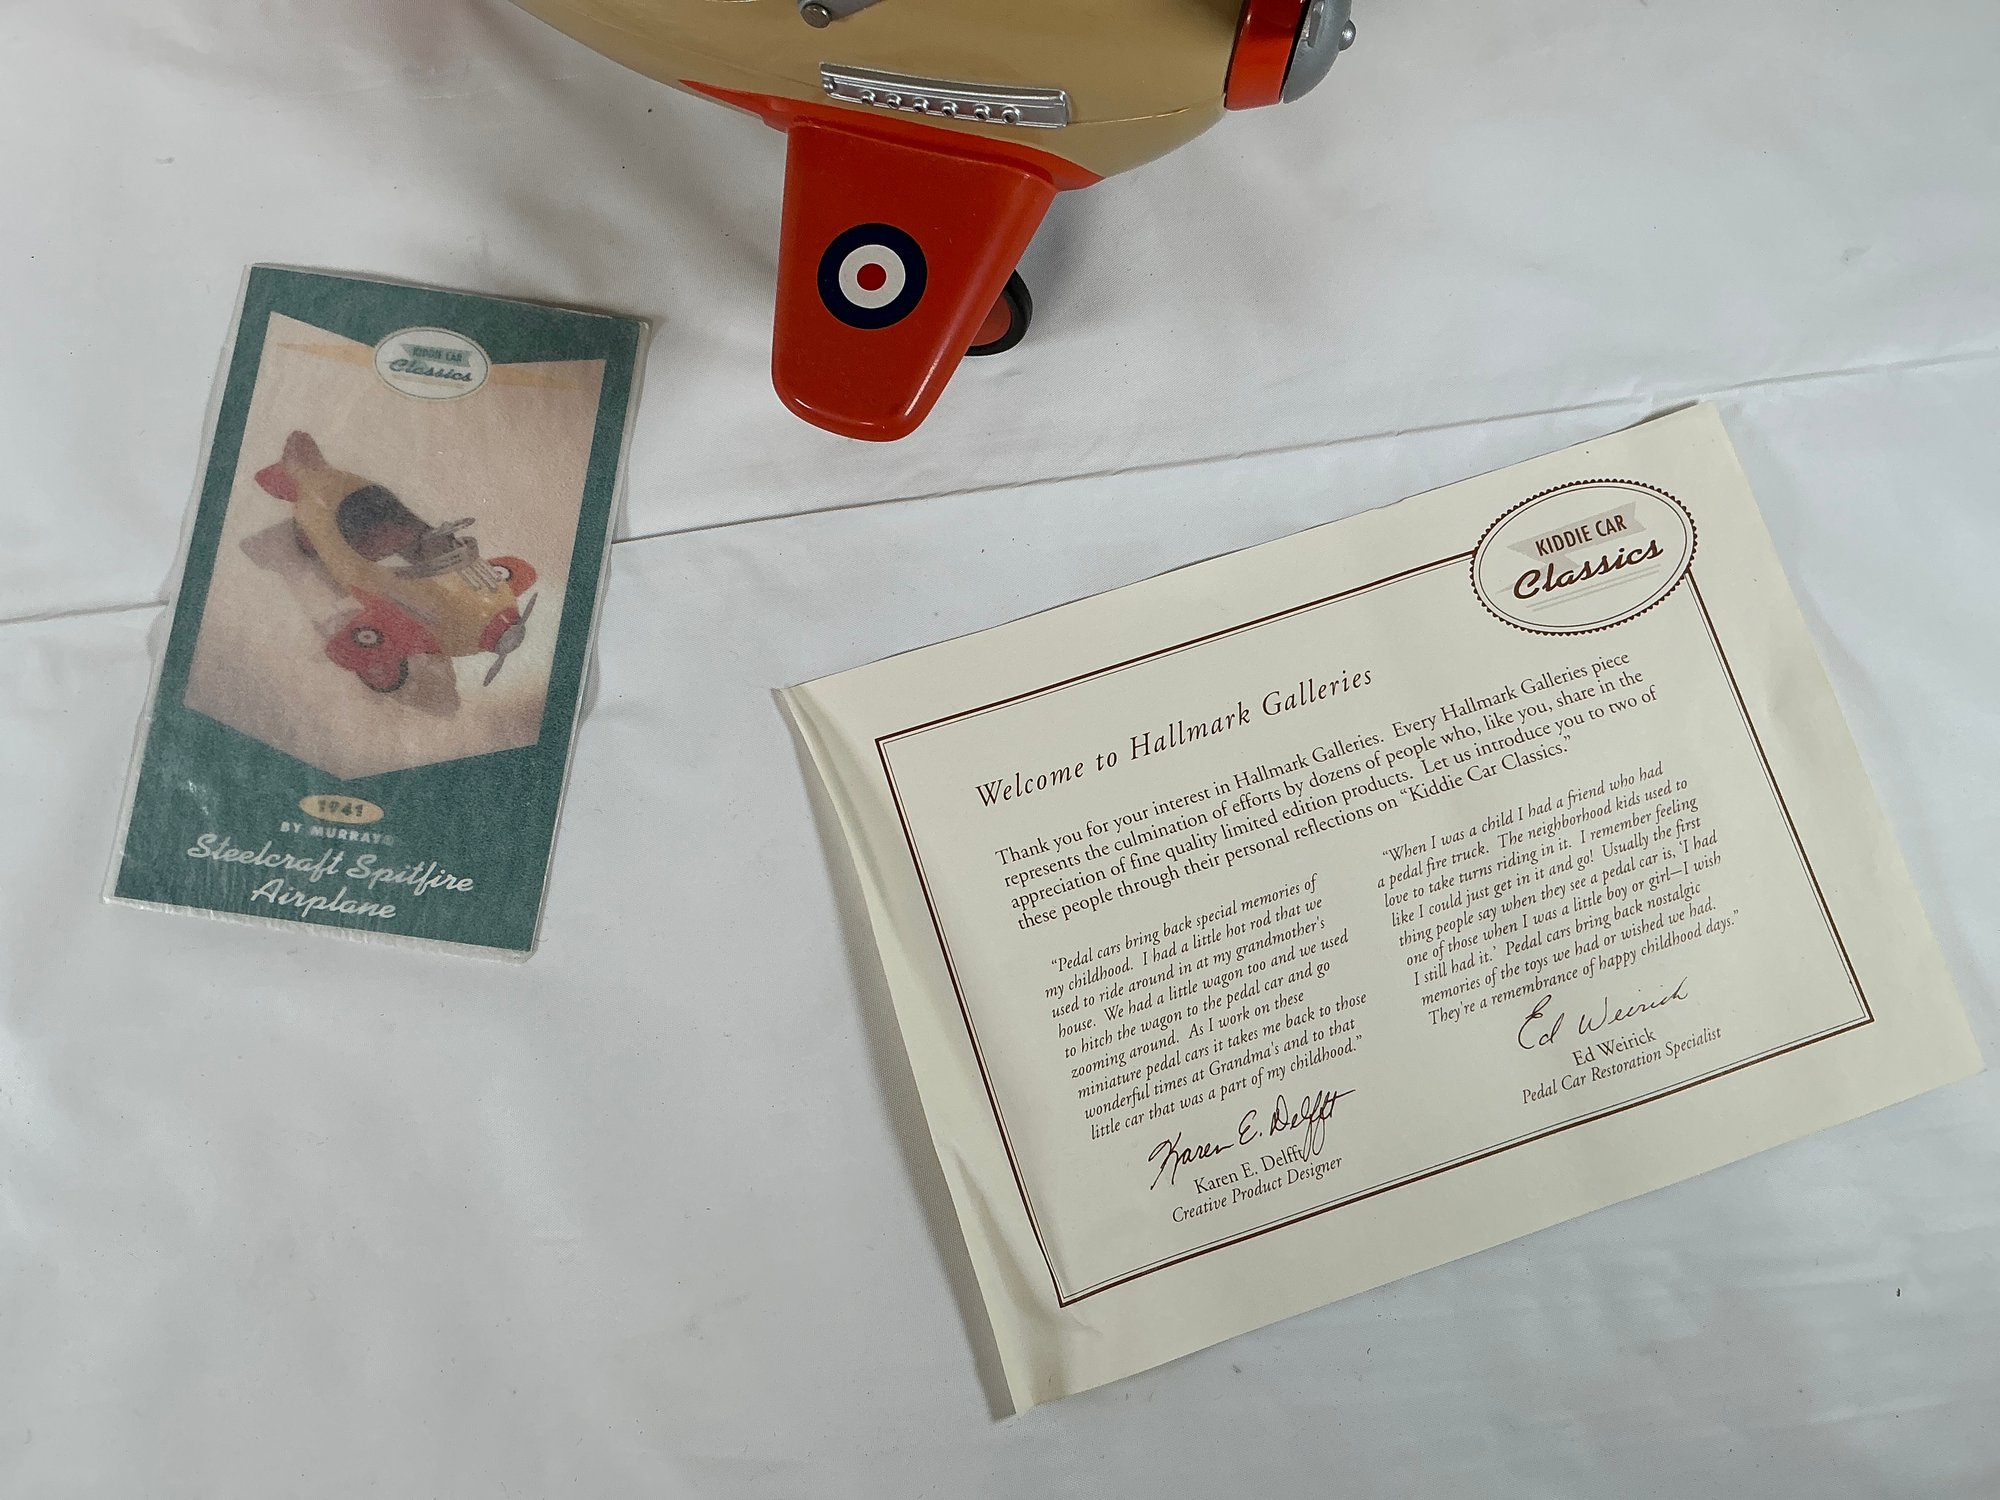 KIDDIE CAR
Classics
1941
BY MURRAY®
Steelcraft Spitfire
Airplane
KIDDIE CAR
Classics
Welcome to Hallmark Galleries
Thank you for your interest in Hallmark Galleries. Every Hallmark Galleries piece
represents the culmination of efforts by dozens of people who, like you, share in the
appreciation of fine quality limited edition products. Let us introduce you to two of
these people through their personal reflections on “Kiddie Car Classics.”
“Pedal cars bring back special memories of
my childhood. I had a little hot rod that we
used to ride around in at my grandmother's
house. We had a little wagon too and we used
to hitch the wagon to the pedal car and go
zooming around. As I work on these
miniature pedal cars it takes me back to those
wonderful times at Grandma's and to that
little car that was a part of my childhood.”
Karen E. Delfft
Karen E. Delfft
Creative Product Designer
“When I was a child I had a friend who had
a pedal fire truck. The neighborhood kids used to
love to take turns riding in it. I remember feeling
like I could just get in it and go! Usually the first
thing people say when they see a pedal car is, ‘I had
one of those when I was a little boy or girl—I wish
I still had it.’ Pedal cars bring back nostalgic
memories of the toys we had or wished we had.
They're a remembrance of happy childhood days.”
Ed Weirick
Ed Weirick
Pedal Car Restoration Specialist